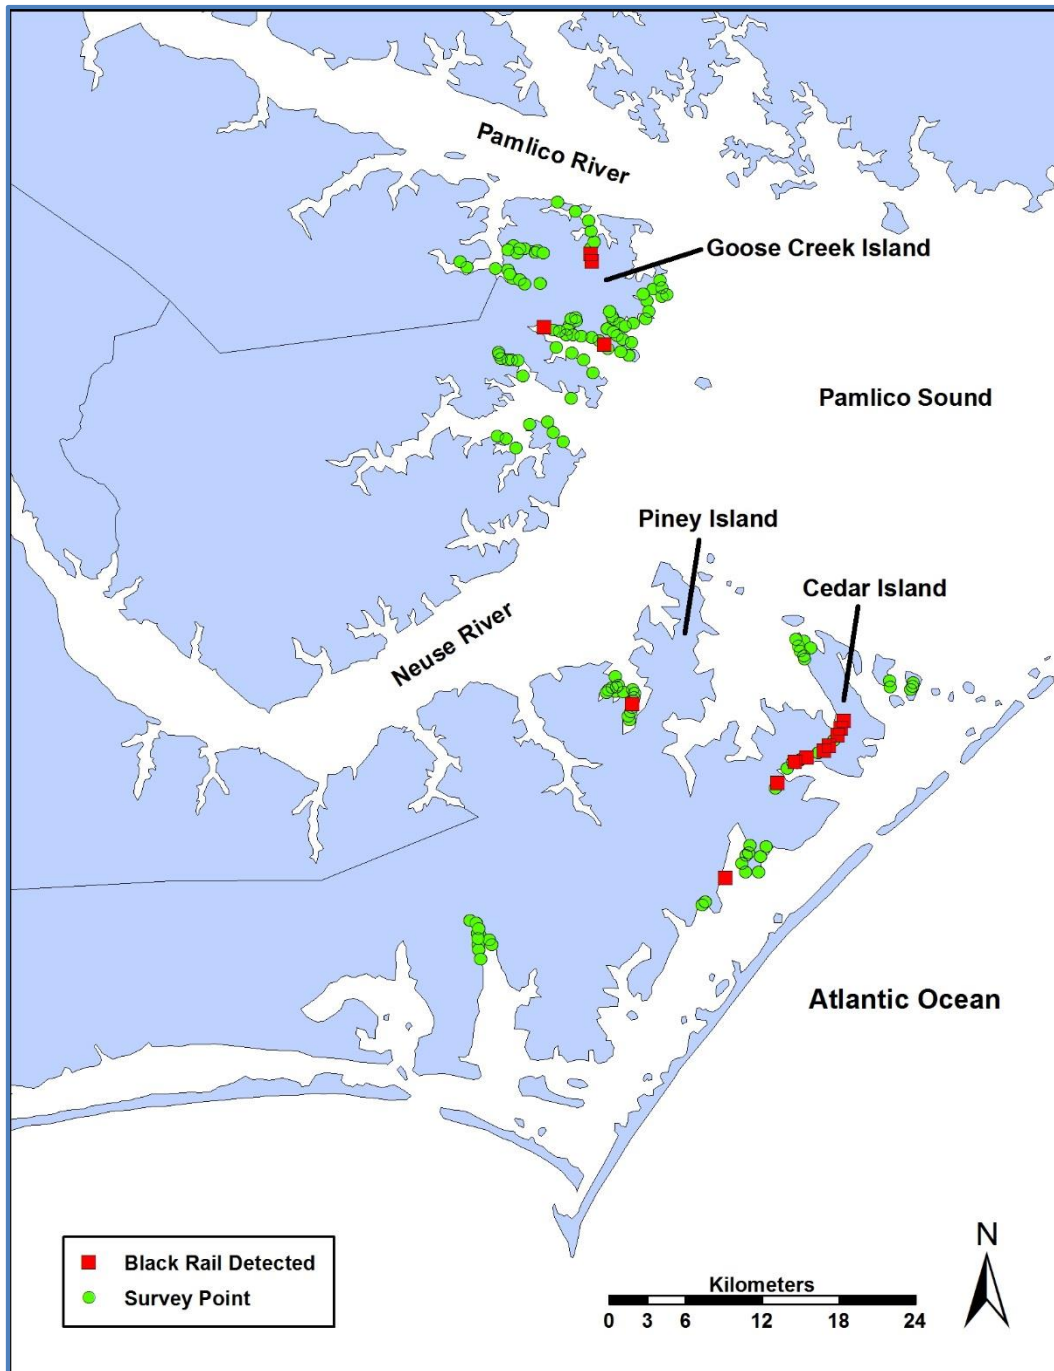 Pamlico River
Goose Creek Island
Pamlico Sound
Piney Island
Cedar Island
Neuse River
Atlantic Ocean
Black Rail Detected
Survey Point
Kilometers
0 3 6 12 18 24
N